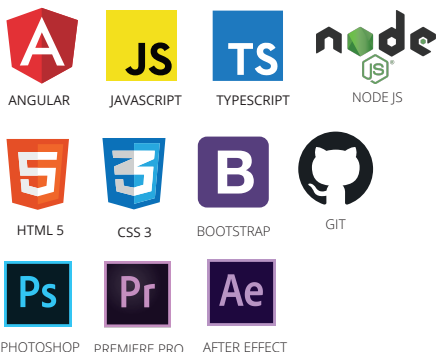 JS
TS
node
JS®
ANGULAR
JAVASCRIPT
TYPESCRIPT
NODE JS
5
3
B
HTML 5
CSS 3
BOOTSTRAP
GIT
Ps
Pr
Ae
PHOTOSHOP
PREMIERE PRO
AFTER EFFECT